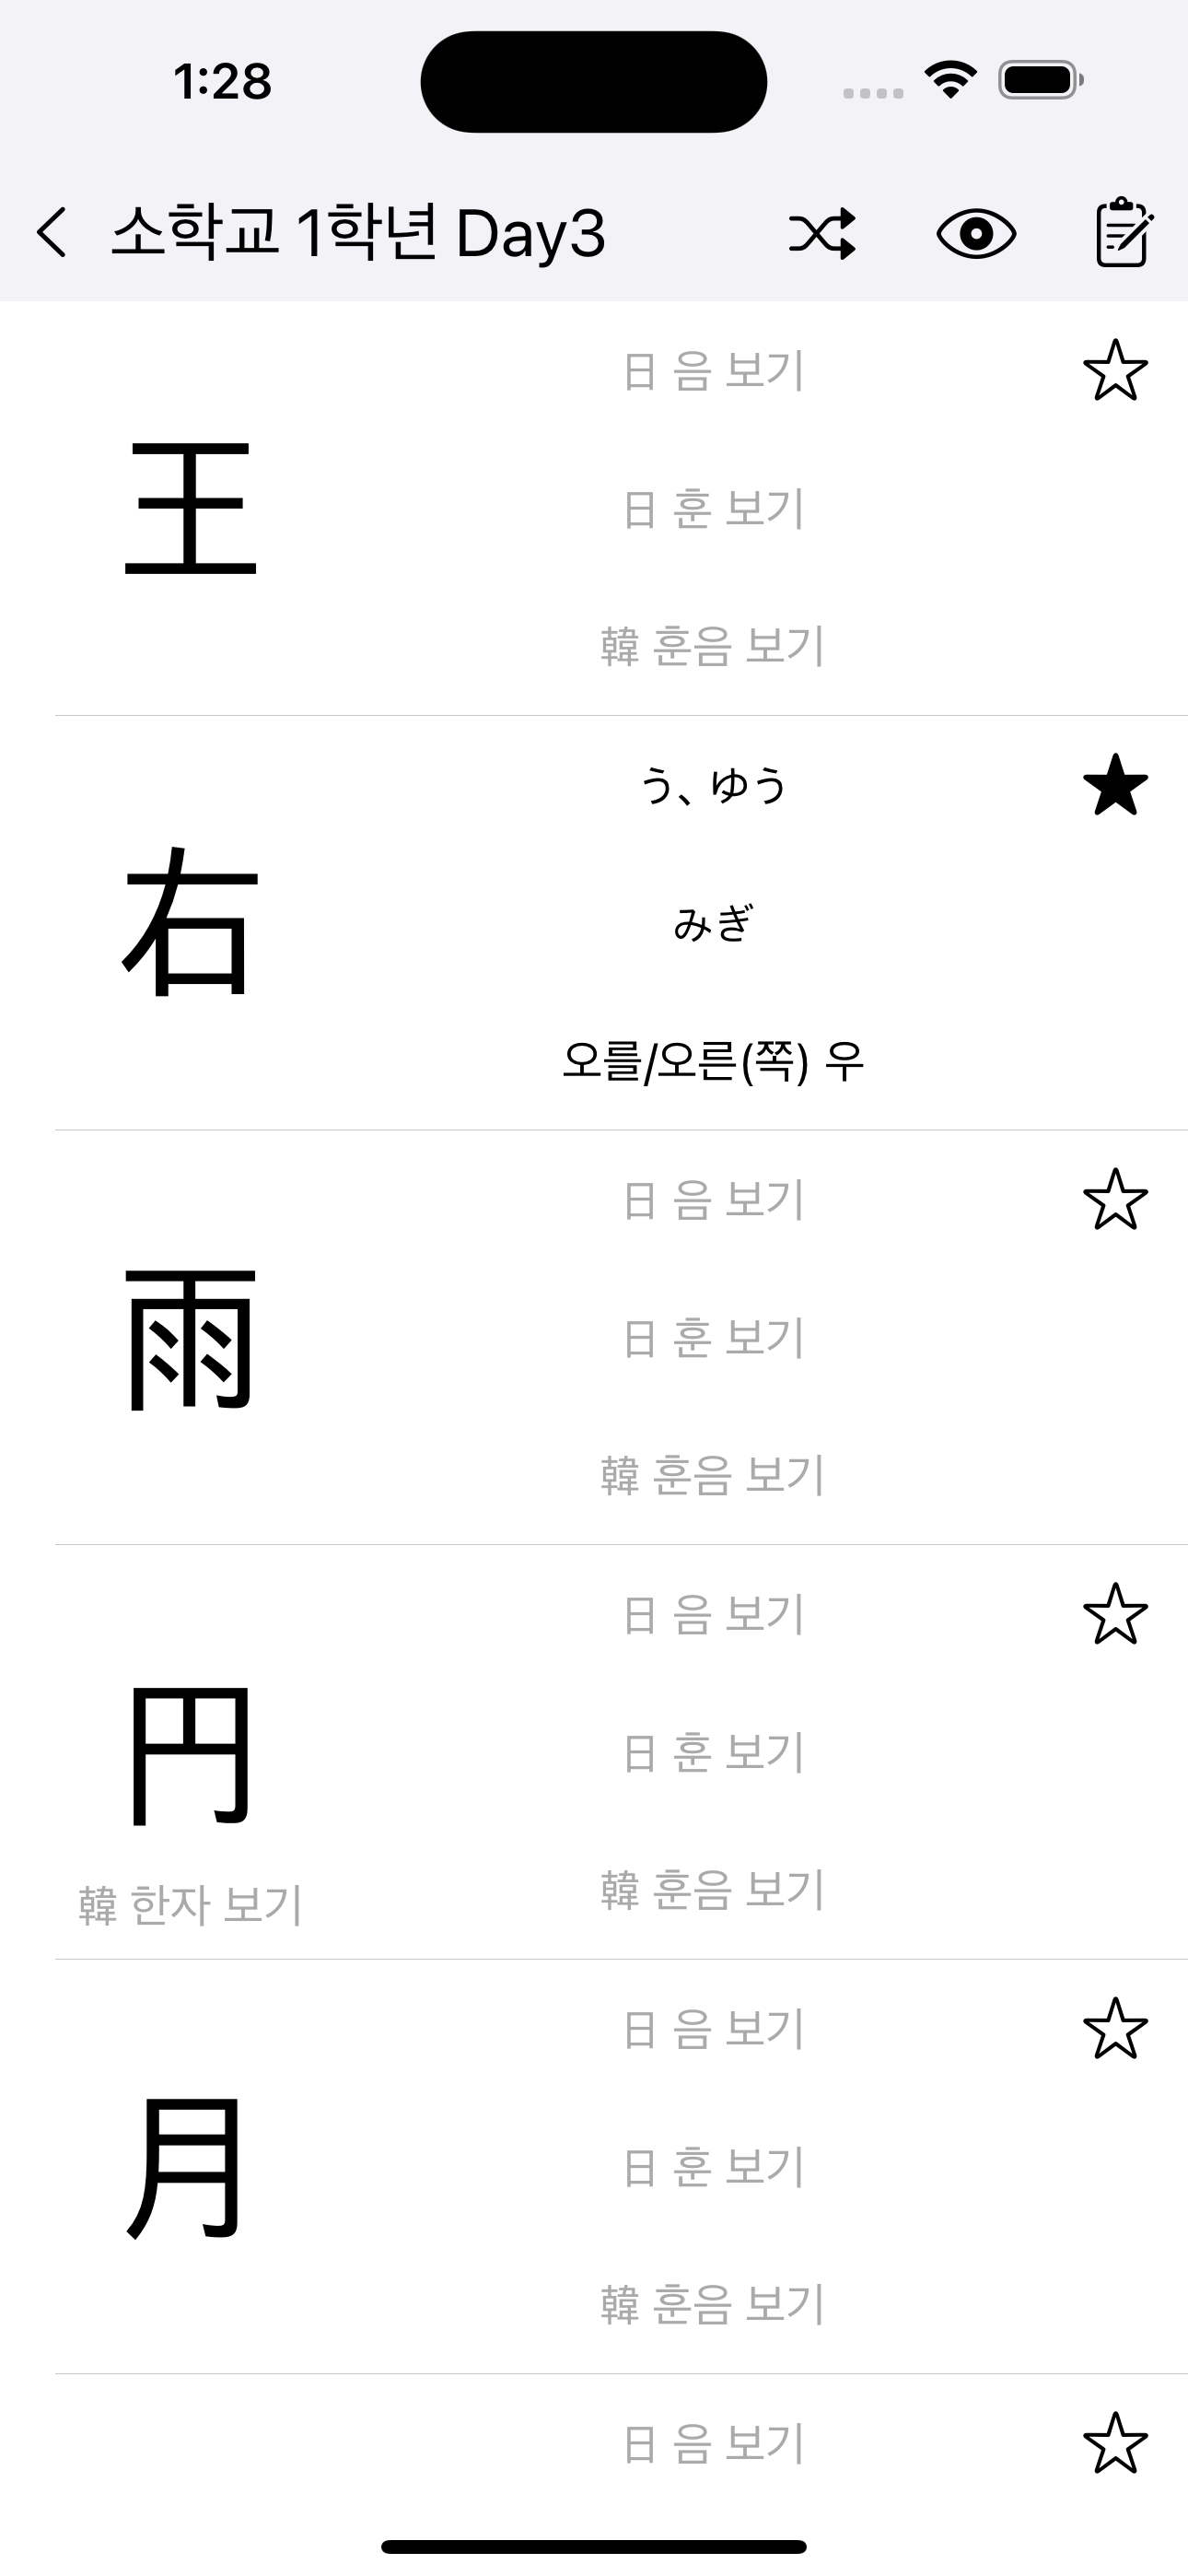 1:28
소학교 1학년 Day3
王
日 음 보기
日 훈 보기
韓 훈음 보기
右
う、ゆう
みぎ
오를/오른(쪽) 우
雨
日 음 보기
日 훈 보기
韓 훈음 보기
円
韓 한자 보기
日 음 보기
日 훈 보기
韓 훈음 보기
月
日 음 보기
日 훈 보기
韓 훈음 보기
日 음 보기